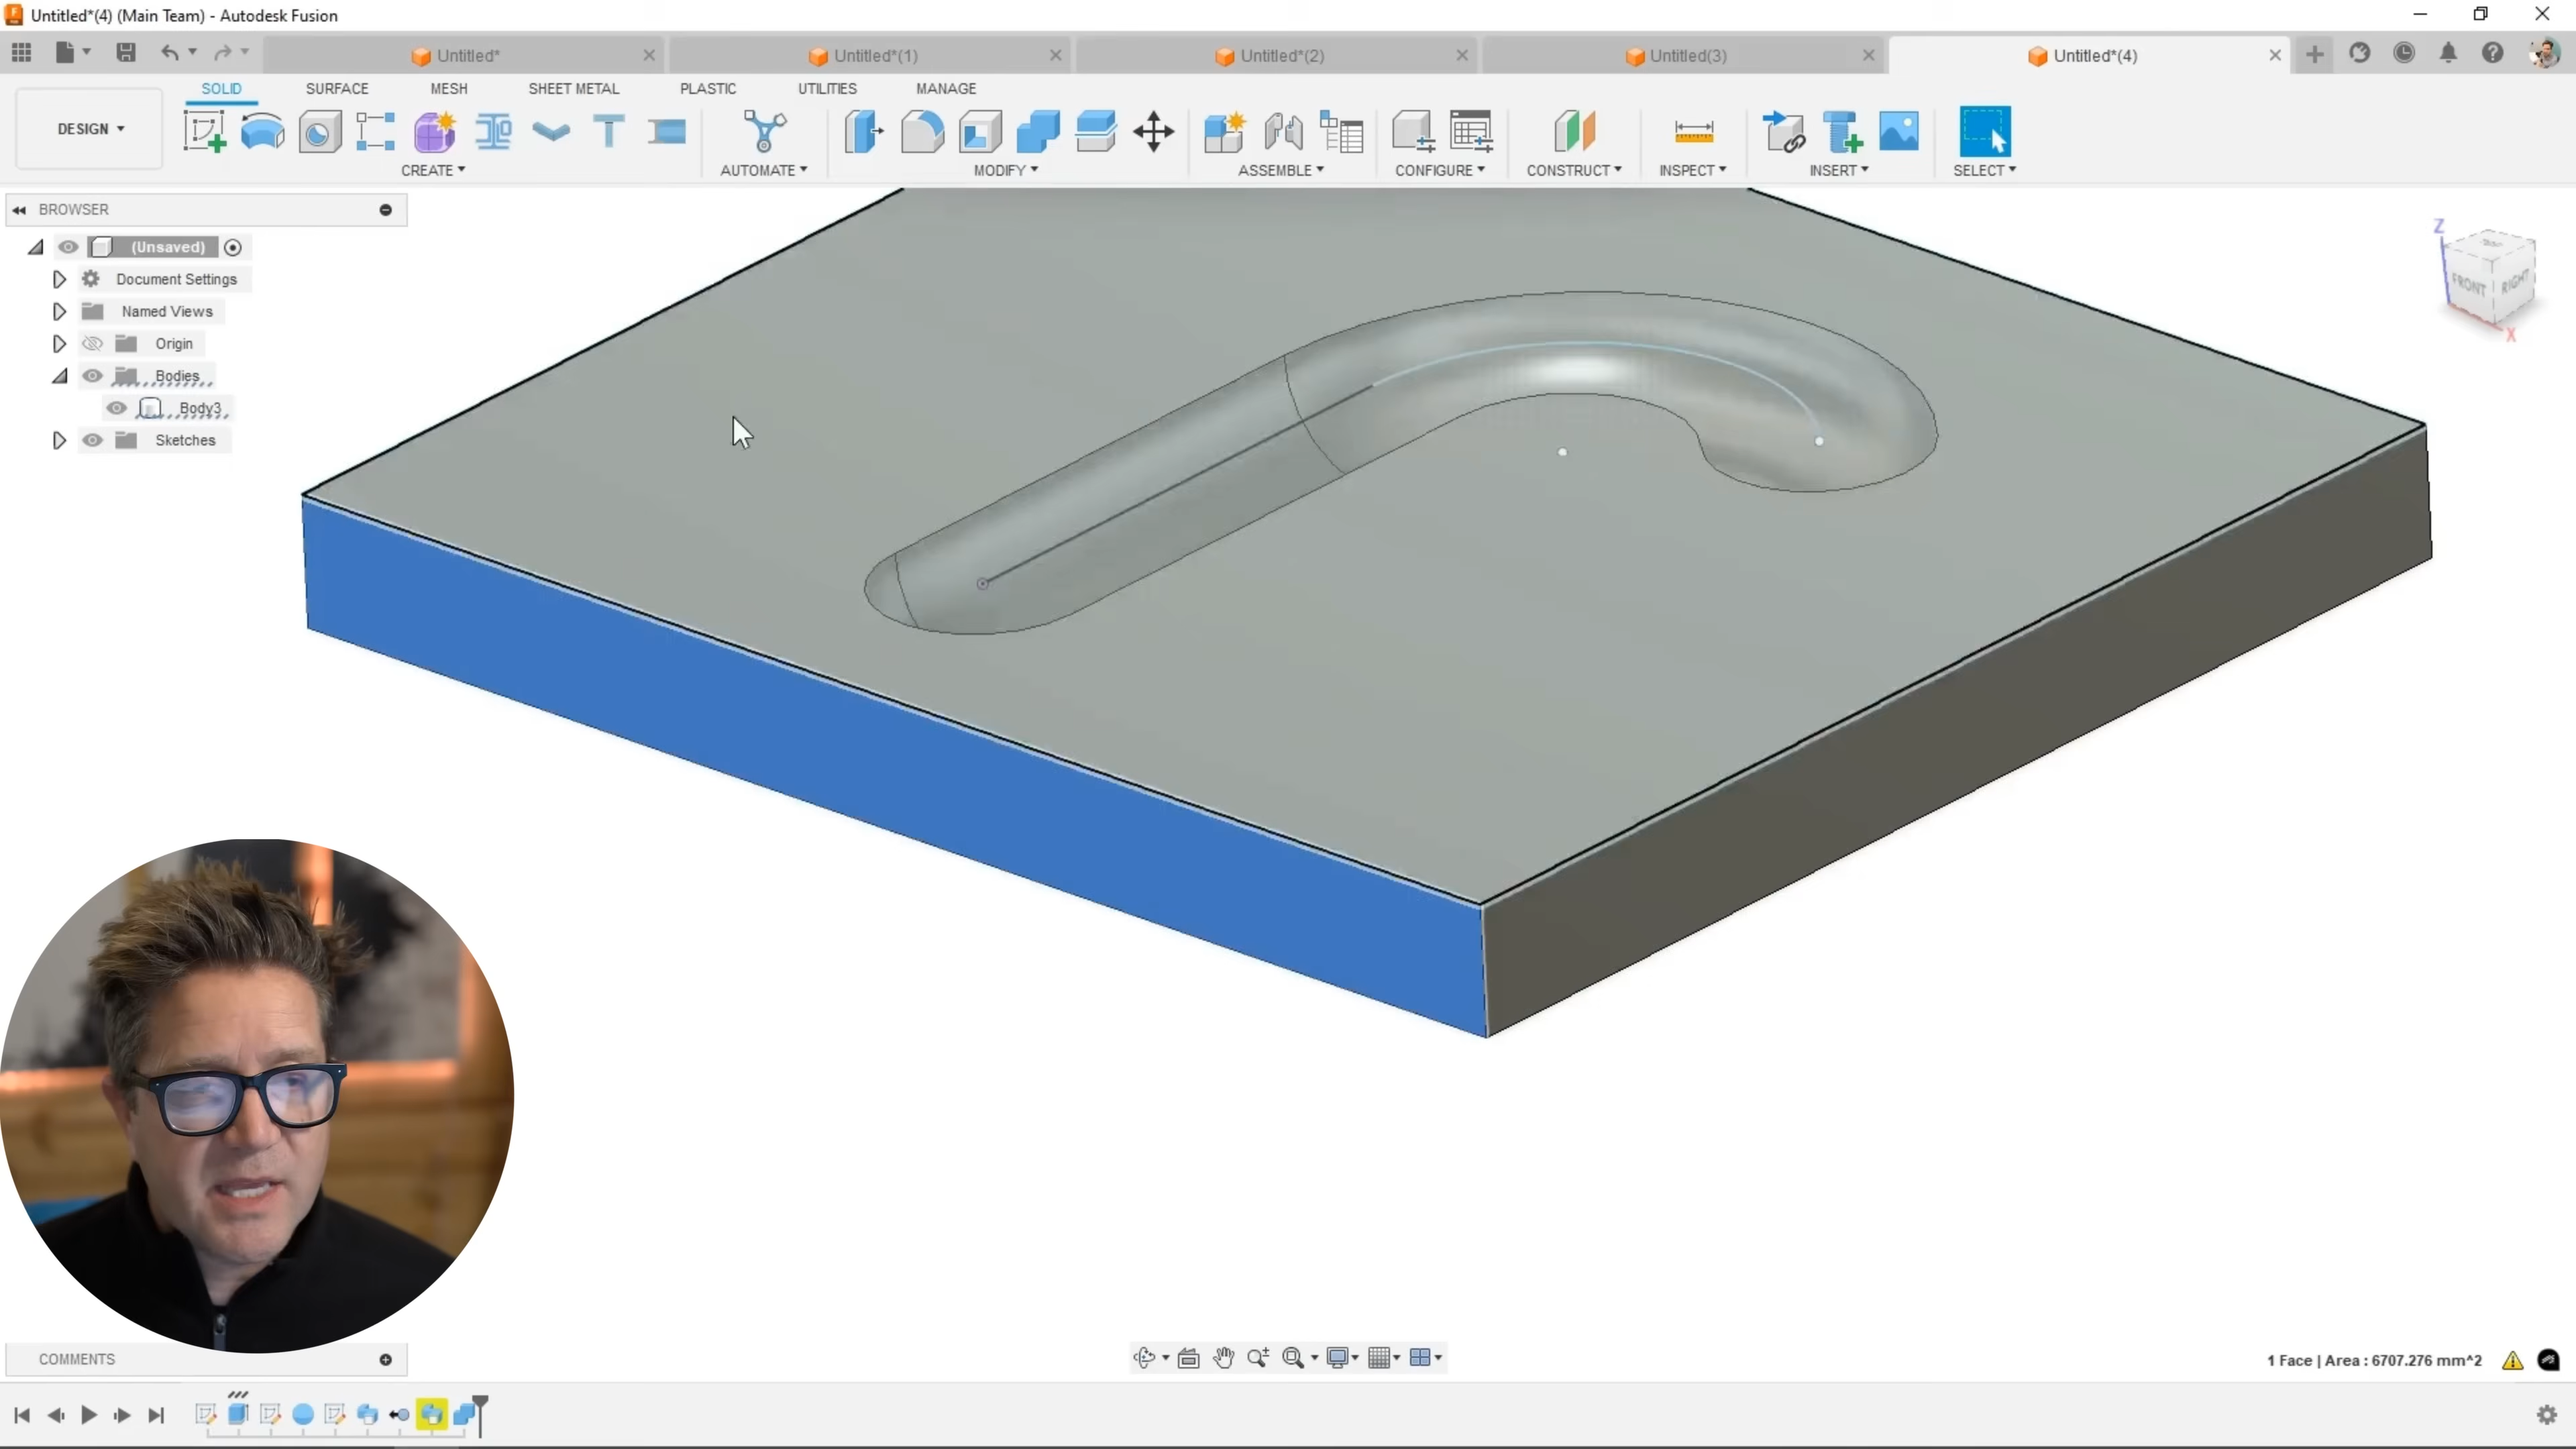 Untitled*(4) (Main Team) - Autodesk Fusion
Untitled*
Untitled*(1)
Untitled*(2)
Untitled(3)
Untitled*(4)
DESIGN
SOLID
SURFACE
MESH
SHEET METAL
PLASTIC
UTILITIES
MANAGE
CREATE
AUTOMATE
MODIFY
ASSEMBLE
CONFIGURE
CONSTRUCT
INSPECT
INSERT
SELECT
BROWSER
(Unsaved)
Document Settings
Named Views
Origin
Bodies
Body3
Sketches
Z
FRONT
RIGHT
X
COMMENTS
1 Face | Area : 6707.276 mm^2